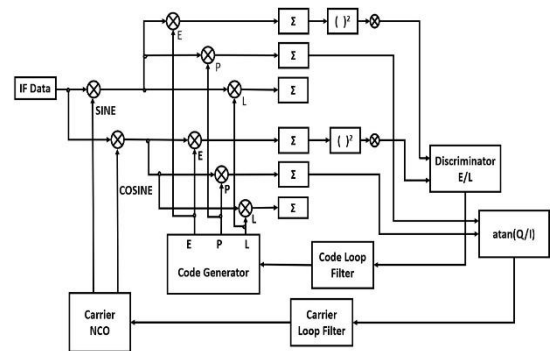 E
Σ
( )²
P
Σ
IF Data
L
Σ
SINE
E
Σ
( )²
Discriminator
E/L
COSINE
P
Σ
L
Σ
atan(Q/I)
E P L
Code Generator
Code Loop
Filter
Carrier
NCO
Carrier
Loop Filter